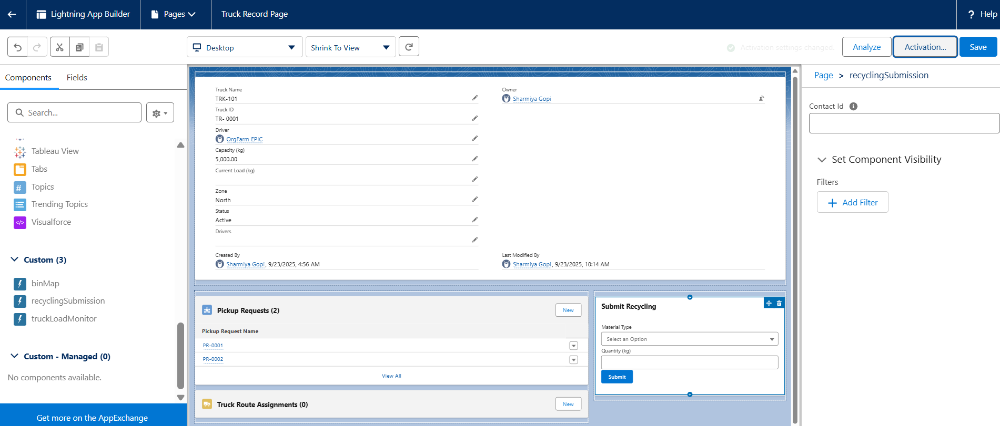 Lightning App Builder
Pages
Truck Record Page
? Help
Desktop
Shrink To View
Activation settings changed.
Analyze
Activation...
Save
Components
Fields
Search...
Tableau View
Tabs
# Topics
Trending Topics
</> Visualforce
Custom (3)
binMap
recyclingSubmission
truckLoadMonitor
Custom - Managed (0)
No components available.
Get more on the AppExchange
Truck Name
TRK-101
Owner
Sharmiya Gopi
Truck ID
TR- 0001
Driver
OrgFarm EPIC
Capacity (kg)
5,000.00
Current Load (kg)
Zone
North
Status
Active
Drivers
Created By
Sharmiya Gopi, 9/23/2025, 4:56 AM
Last Modified By
Sharmiya Gopi, 9/23/2025, 10:14 AM
Pickup Requests (2)
New
Pickup Request Name
PR-0001
PR-0002
View All
Truck Route Assignments (0)
New
Submit Recycling
Material Type
Select an Option
Quantity (kg)
Submit
Page > recyclingSubmission
Contact Id
Set Component Visibility
Filters
+ Add Filter